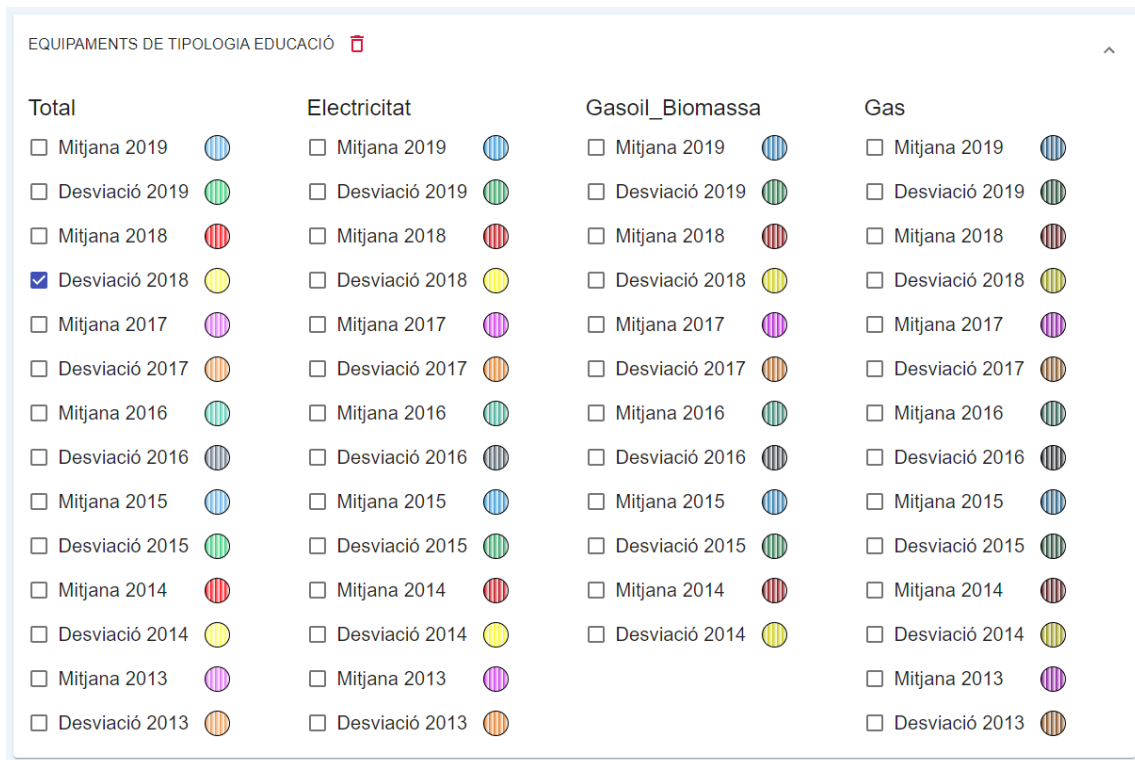 EQUIPAMENTS DE TIPOLOGIA EDUCACIÓ
Total Electricitat Gasoil_Biomassa Gas
Mitjana 2019 Mitjana 2019 Mitjana 2019 Mitjana 2019
Desviació 2019 Desviació 2019 Desviació 2019 Desviació 2019
Mitjana 2018 Mitjana 2018 Mitjana 2018 Mitjana 2018
Desviació 2018 Desviació 2018 Desviació 2018 Desviació 2018
Mitjana 2017 Mitjana 2017 Mitjana 2017 Mitjana 2017
Desviació 2017 Desviació 2017 Desviació 2017 Desviació 2017
Mitjana 2016 Mitjana 2016 Mitjana 2016 Mitjana 2016
Desviació 2016 Desviació 2016 Desviació 2016 Desviació 2016
Mitjana 2015 Mitjana 2015 Mitjana 2015 Mitjana 2015
Desviació 2015 Desviació 2015 Desviació 2015 Desviació 2015
Mitjana 2014 Mitjana 2014 Mitjana 2014 Mitjana 2014
Desviació 2014 Desviació 2014 Desviació 2014 Desviació 2014
Mitjana 2013 Mitjana 2013 Mitjana 2013
Desviació 2013 Desviació 2013 Desviació 2013